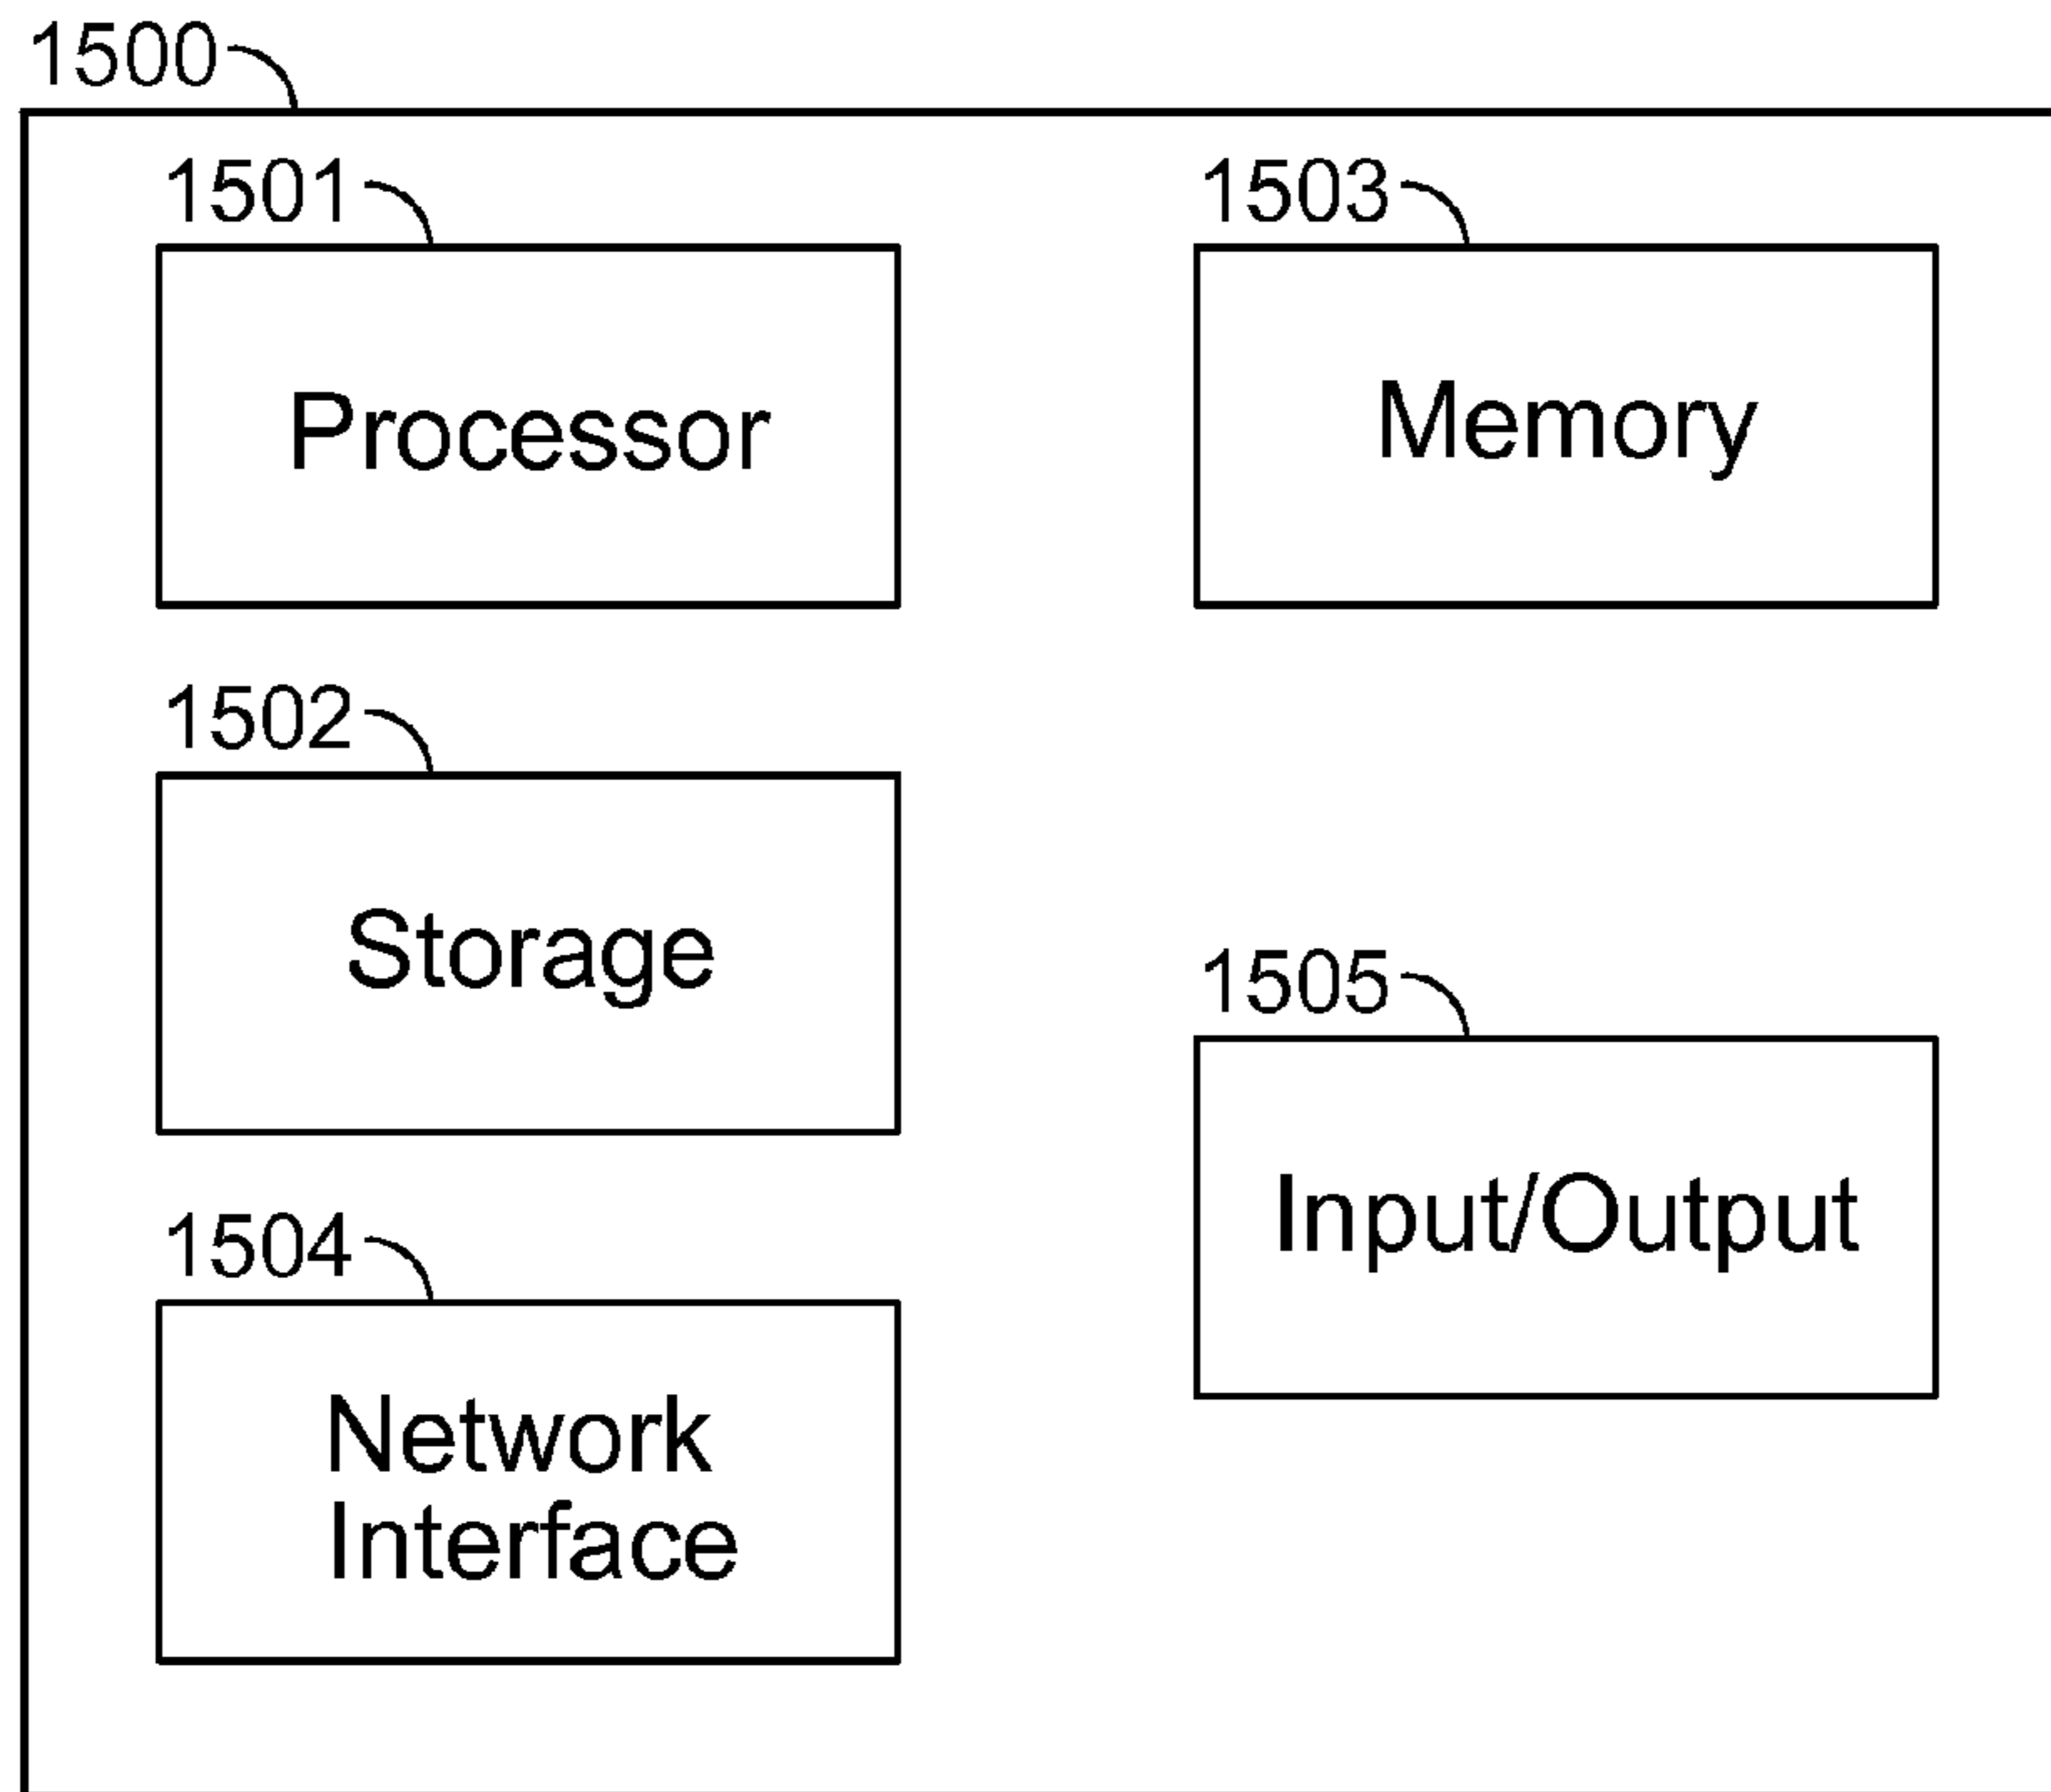 1500
1501
Processor
1503
Memory
1502
Storage
1505
Input/Output
1504
Network
Interface